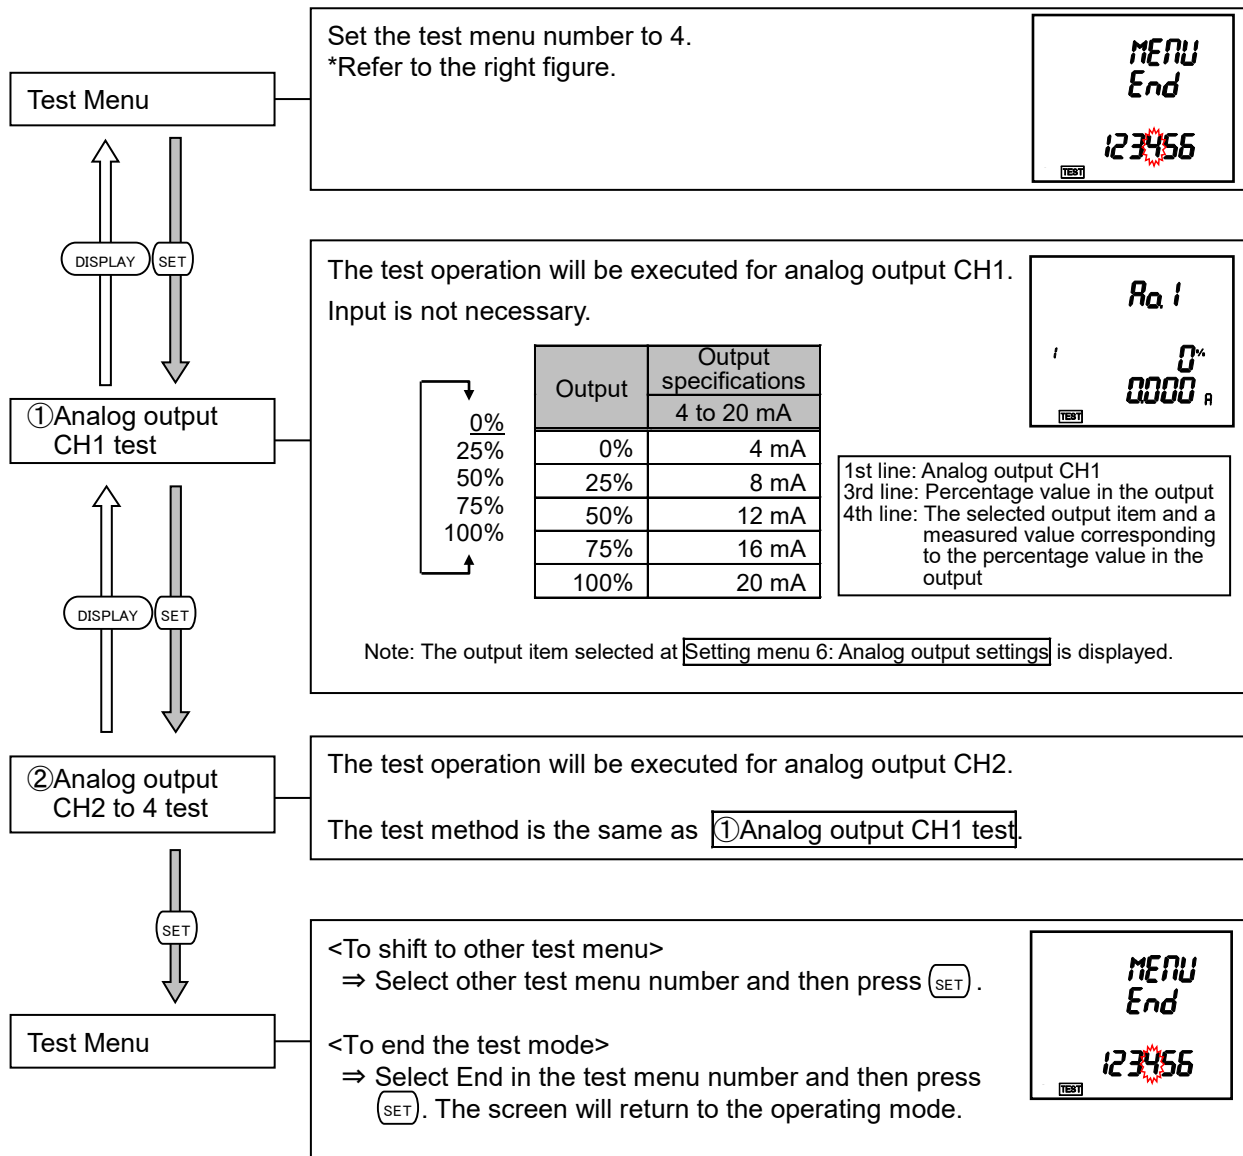 Test Menu
Set the test menu number to 4.
*Refer to the right figure.
MENU
End
123456
TEST
DISPLAY
SET
①Analog output
CH1 test
The test operation will be executed for analog output CH1.
Input is not necessary.
0%
25%
50%
75%
100%
Output Output specifications
4 to 20 mA
0% 4 mA
25% 8 mA
50% 12 mA
75% 16 mA
100% 20 mA
Ao.1
1 0%
0.000 A
TEST
1st line: Analog output CH1
3rd line: Percentage value in the output
4th line: The selected output item and a
measured value corresponding
to the percentage value in the
output
Note: The output item selected at Setting menu 6: Analog output settings is displayed.
DISPLAY
SET
②Analog output
CH2 to 4 test
The test operation will be executed for analog output CH2.
The test method is the same as ①Analog output CH1 test.
SET
Test Menu
<To shift to other test menu>
⇒ Select other test menu number and then press SET.
<To end the test mode>
⇒ Select End in the test menu number and then press
SET. The screen will return to the operating mode.
MENU
End
123456
TEST